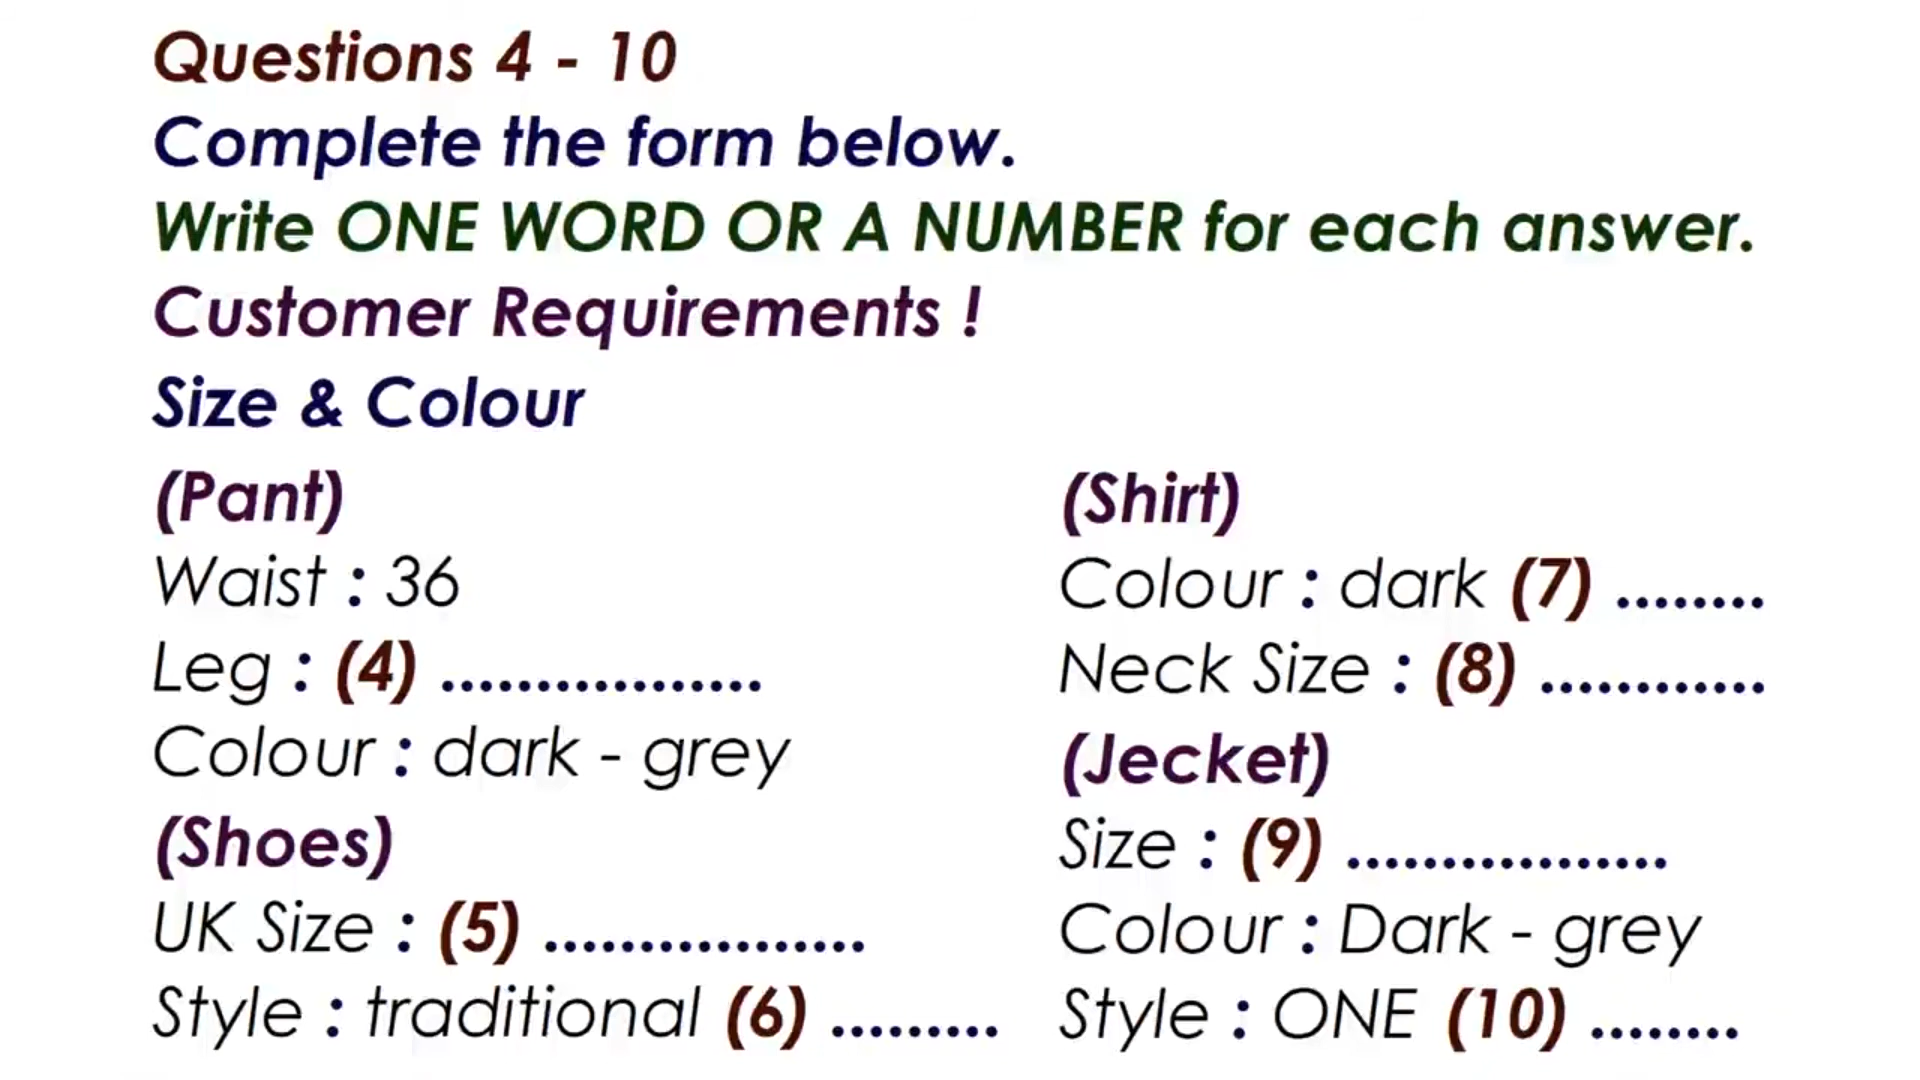 Questions 4 - 10
Complete the form below.
Write ONE WORD OR A NUMBER for each answer.
Customer Requirements !
Size & Colour
(Pant)
Waist : 36
Leg : (4) .................
Colour : dark - grey
(Shoes)
UK Size : (5) .................
Style : traditional (6) .........
(Shirt)
Colour : dark (7) ........
Neck Size : (8) ............
(Jecket)
Size : (9) .................
Colour : Dark - grey
Style : ONE (10) ........